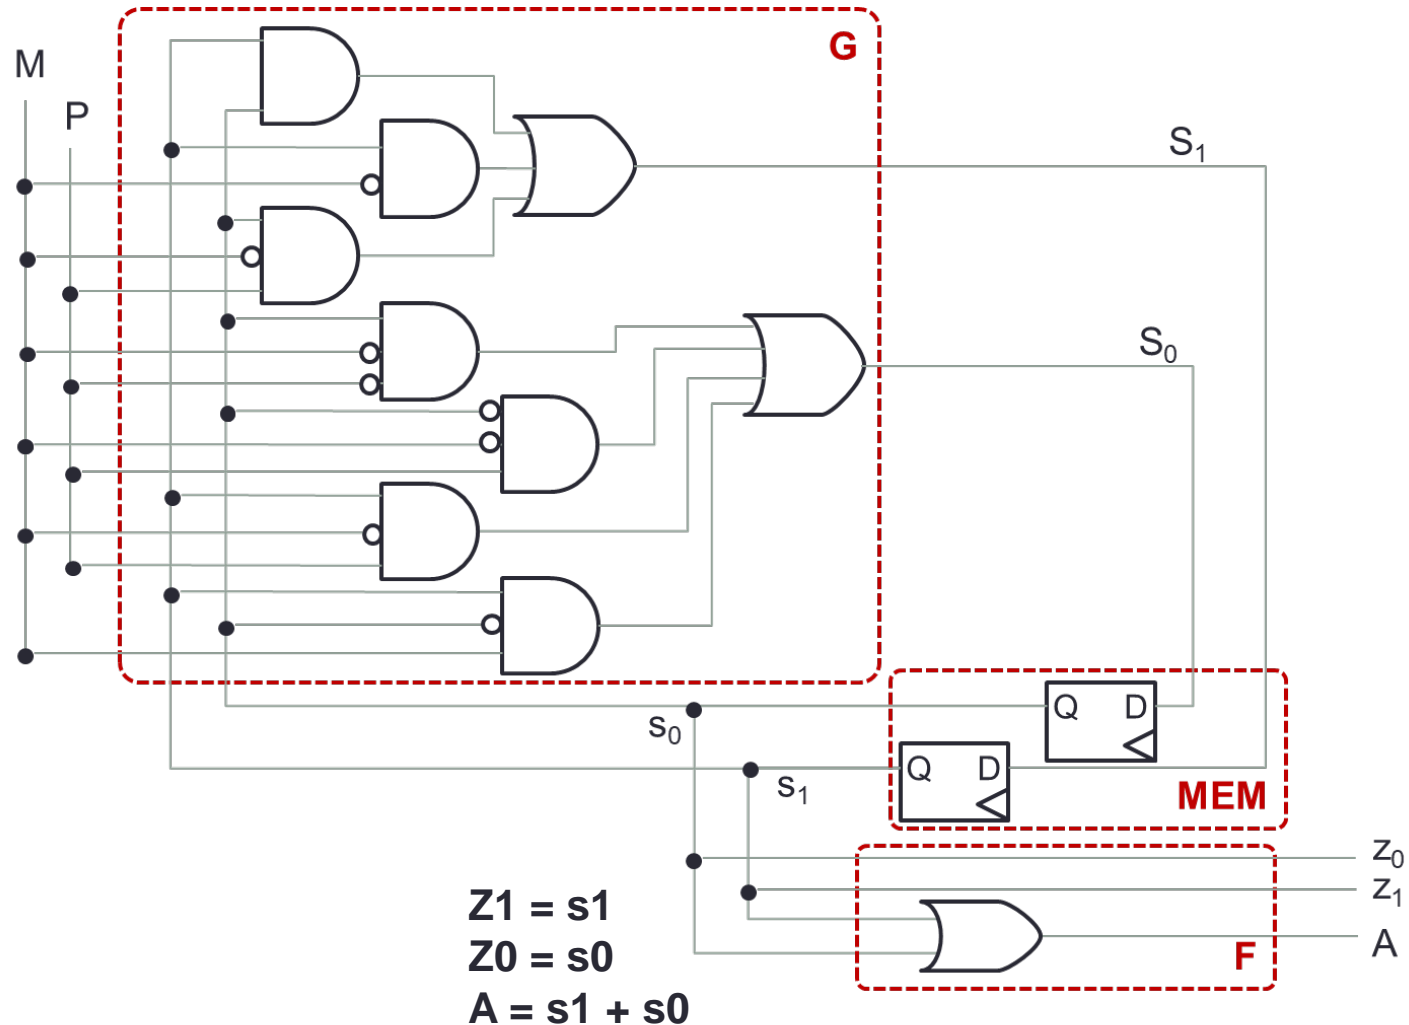 G
M
P
S₁
S₀
Q D
s₀
Q D
s₁
MEM
z₀
z₁
Z1 = s1
Z0 = s0
A = s1 + s0
A
F